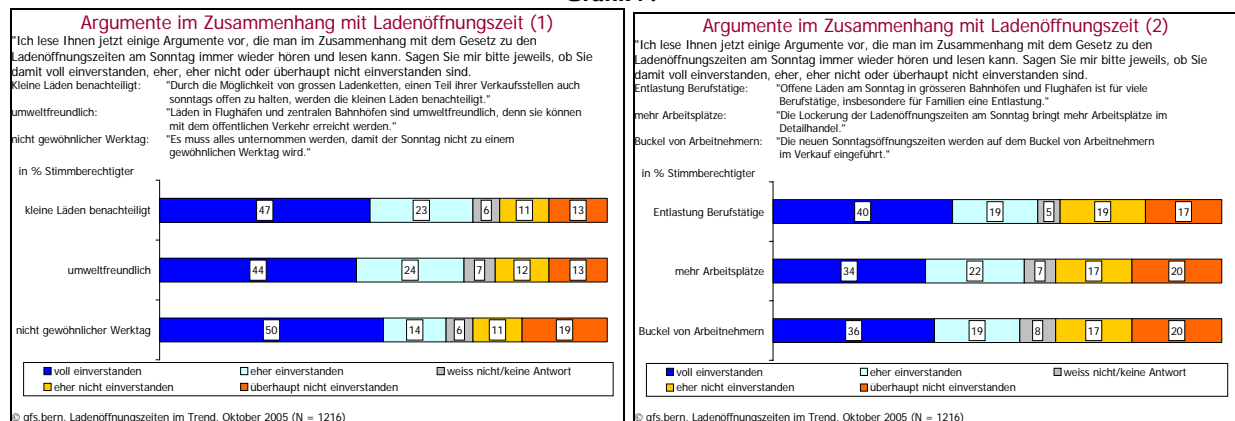 Argumente im Zusammenhang mit Ladenöffnungszeit (1)
"Ich lese Ihnen jetzt einige Argumente vor, die man im Zusammenhang mit dem Gesetz zu den
Ladenöffnungszeiten am Sonntag immer wieder hören und lesen kann. Sagen Sie mir bitte jeweils, ob Sie
damit voll einverstanden, eher, eher nicht oder überhaupt nicht einverstanden sind.
Kleine Läden benachteiligt: "Durch die Möglichkeit von grossen Ladenketten, einen Teil ihrer Verkaufsstellen auch
sonntags offen zu halten, werden die kleinen Läden benachteiligt."
umweltfreundlich: "Läden in Flughäfen und zentralen Bahnhöfen sind umweltfreundlich, denn sie können
mit dem öffentlichen Verkehr erreicht werden."
nicht gewöhnlicher Werktag: "Es muss alles unternommen werden, damit der Sonntag nicht zu einem
gewöhnlichen Werktag wird."
in % Stimmberechtigter
kleine Läden benachteiligt 47 23 6 11 13
umweltfreundlich 44 24 7 12 13
nicht gewöhnlicher Werktag 50 14 6 11 19
voll einverstanden eher einverstanden weiss nicht/keine Antwort
eher nicht einverstanden überhaupt nicht einverstanden
© gfs.bern, Ladenöffnungszeiten im Trend, Oktober 2005 (N = 1216)
Argumente im Zusammenhang mit Ladenöffnungszeit (2)
"Ich lese Ihnen jetzt einige Argumente vor, die man im Zusammenhang mit dem Gesetz zu den
Ladenöffnungszeiten am Sonntag immer wieder hören und lesen kann. Sagen Sie mir bitte jeweils, ob Sie
damit voll einverstanden, eher, eher nicht oder überhaupt nicht einverstanden sind.
Entlastung Berufstätige: "Offene Läden am Sonntag in grösseren Bahnhöfen und Flughäfen ist für viele
Berufstätige, insbesondere für Familien eine Entlastung."
mehr Arbeitsplätze: "Die Lockerung der Ladenöffnungszeiten am Sonntag bringt mehr Arbeitsplätze im
Detailhandel."
Buckel von Arbeitnehmern: "Die neuen Sonntagsöffnungszeiten werden auf dem Buckel von Arbeitnehmern
im Verkauf eingeführt."
in % Stimmberechtigter
Entlastung Berufstätige 40 19 5 19 17
mehr Arbeitsplätze 34 22 7 17 20
Buckel von Arbeitnehmern 36 19 8 17 20
voll einverstanden eher einverstanden weiss nicht/keine Antwort
eher nicht einverstanden überhaupt nicht einverstanden
© gfs.bern, Ladenöffnungszeiten im Trend, Oktober 2005 (N = 1216)